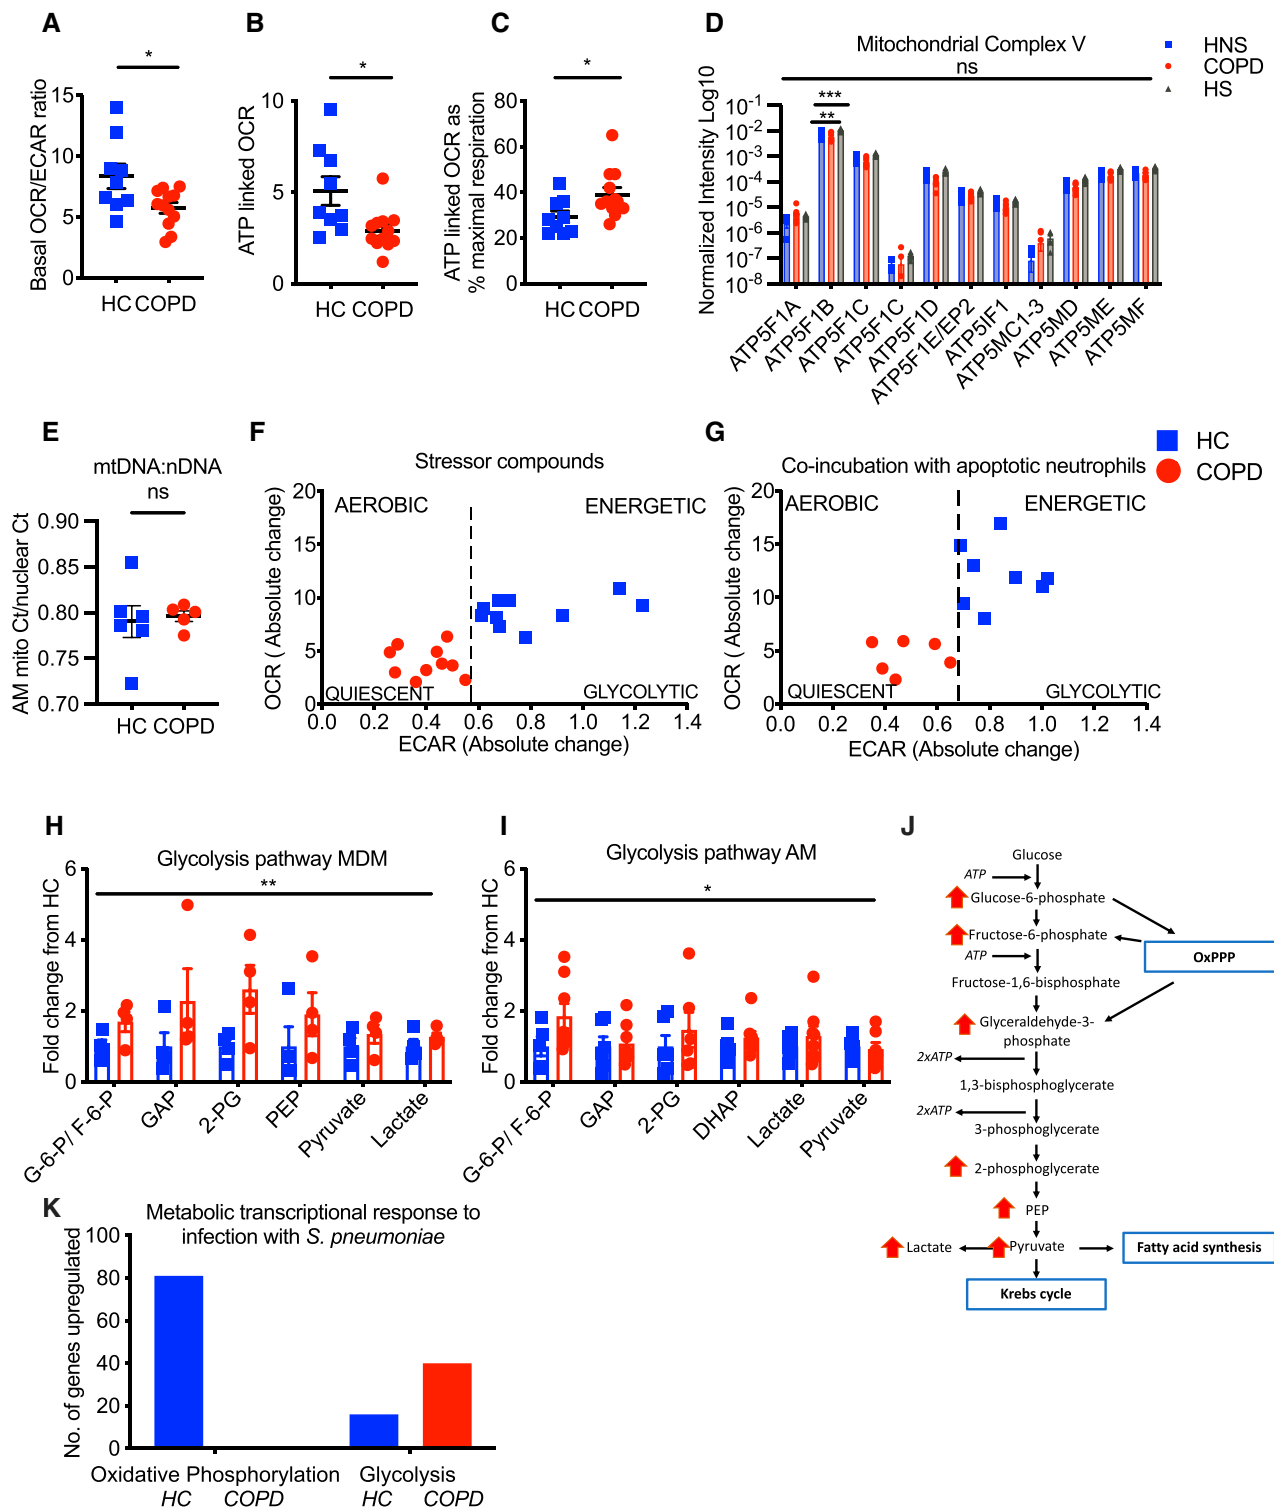 A
*
Basal OCR/ECAR ratio
15
10
5
0
HC COPD
B
*
ATP linked OCR
10
5
0
HC COPD
C
*
ATP linked OCR as
% maximal respiration
80
60
40
20
0
HC COPD
D
Mitochondrial Complex V
ns
HNS
COPD
HS
***
**
Normalized Intensity Log10
10-1
10-2
10-3
10-4
10-5
10-6
10-7
10-8
ATP5F1A
ATP5F1B
ATP5F1C
ATP5F1C
ATP5F1D
ATP5F1E/EP2
ATP5IF1
ATP5MC1-3
ATP5MD
ATP5ME
ATP5MF
E
mtDNA:nDNA
ns
AM mito Ct/nuclear Ct
0.90
0.85
0.80
0.75
0.70
HC COPD
F
Stressor compounds
OCR ( Absolute change)
20
15
10
5
0
AEROBIC
ENERGETIC
QUIESCENT
GLYCOLYTIC
0.0 0.2 0.4 0.6 0.8 1.0 1.2 1.4
ECAR (Absolute change)
G
Co-incubation with apoptotic neutrophils
HC
COPD
OCR ( Absolute change)
20
15
10
5
0
AEROBIC
ENERGETIC
QUIESCENT
GLYCOLYTIC
0.0 0.2 0.4 0.6 0.8 1.0 1.2 1.4
ECAR (Absolute change)
H
Glycolysis pathway MDM
**
Fold change from HC
6
4
2
0
G-6-P/ F-6-P
GAP
2-PG
PEP
Pyruvate
Lactate
I
Glycolysis pathway AM
*
Fold change from HC
6
4
2
0
G-6-P/ F-6-P
GAP
2-PG
DHAP
Lactate
Pyruvate
J
Glucose
ATP
Glucose-6-phosphate
Fructose-6-phosphate
ATP
OxPPP
Fructose-1,6-bisphosphate
Glyceraldehyde-3-
phosphate
2xATP
1,3-bisphosphoglycerate
2xATP
3-phosphoglycerate
2-phosphoglycerate
PEP
Lactate
Pyruvate
Fatty acid synthesis
Krebs cycle
K
Metabolic transcriptional response to
infection with S. pneumoniae
No. of genes upregulated
100
80
60
40
20
0
Oxidative Phosphorylation
Glycolysis
HC COPD
HC COPD